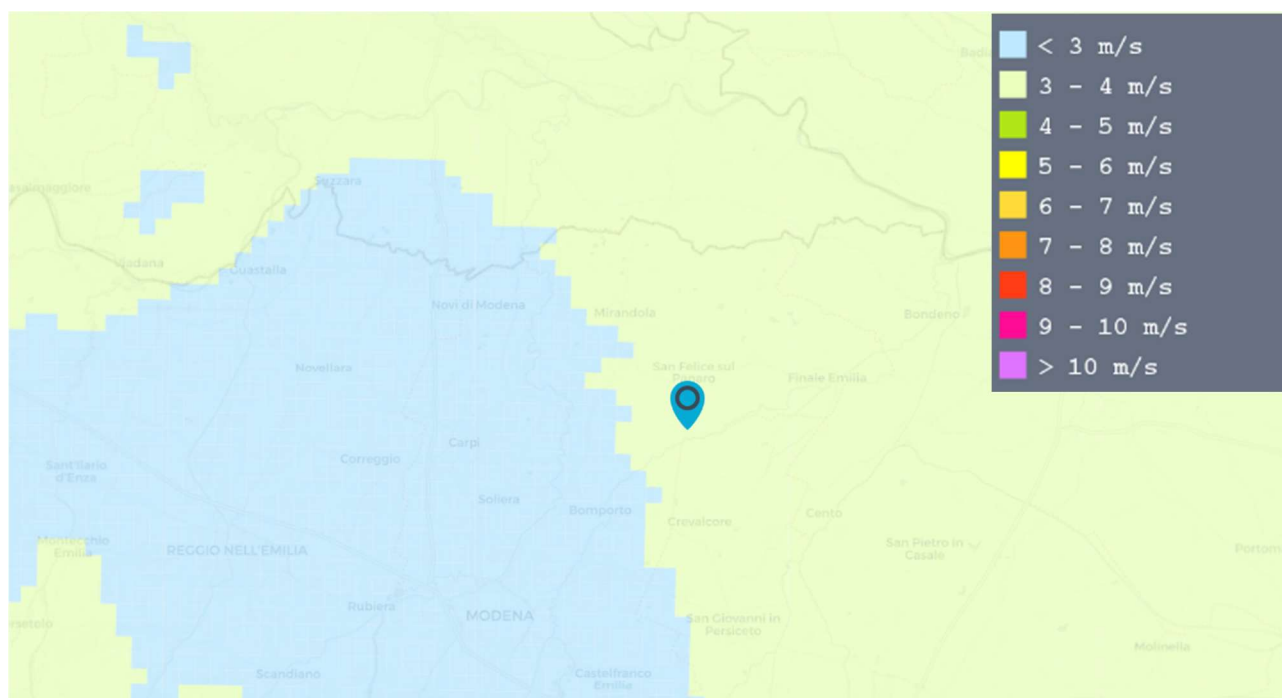 < 3 m/s
3 - 4 m/s
4 - 5 m/s
5 - 6 m/s
6 - 7 m/s
7 - 8 m/s
8 - 9 m/s
9 - 10 m/s
> 10 m/s
Suzzara
Guastalla
Novi di Modena
Mirandola
Bondeno
Novellara
San Felice sul
Panaro
Finale Emilia
Carpi
Correggio
Sant'Ilario
d'Enza
Soliera
Bomporto
Crevalcore
Cento
Montecchio
Emilia
REGGIO NELL'EMILIA
San Pietro in
Casale
Rubiera
MODENA
San Giovanni in
Persiceto
Molinella
Scandiano
Castelfranco
Emilia